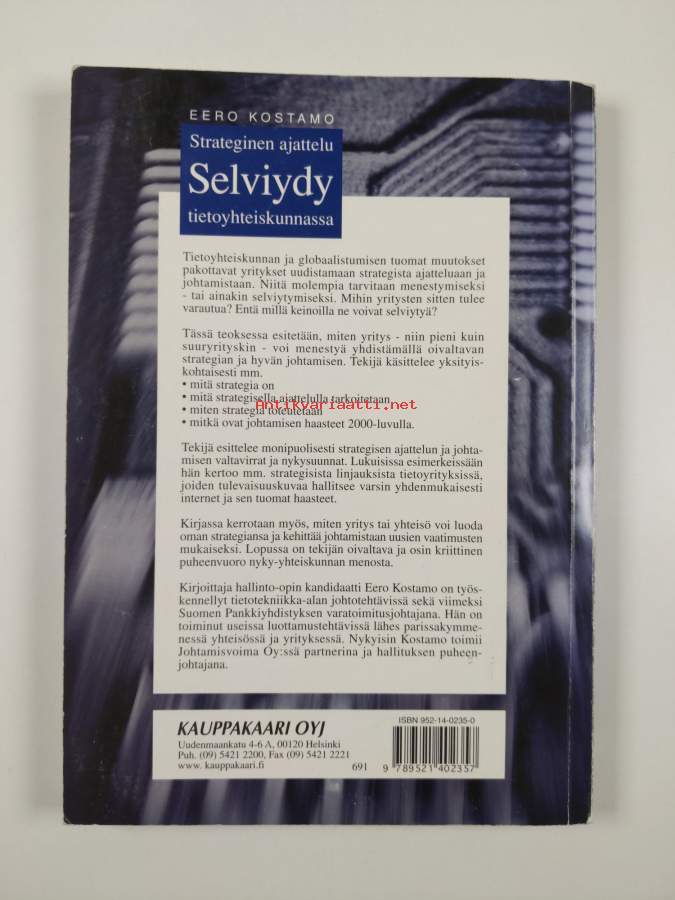 EERO KOSTAMO
Strateginen ajattelu
Selviydy
tietoyhteiskunnassa
Tietoyhteiskunnan ja globaalistumisen tuomat muutokset
pakottavat yritykset uudistamaan strategista ajatteluaan ja
johtamistaan. Niitä molempia tarvitaan menestymiseksi
- tai ainakin selviytymiseksi. Mihin yritysten sitten tulee
varautua? Entä millä keinoilla ne voivat selviytyä?
Tässä teoksessa esitetään, miten yritys - niin pieni kuin
suuryrityskin - voi menestyä yhdistämällä oivaltavan
strategian ja hyvän johtamisen. Tekijä käsittelee yksityis-
kohtaisesti mm.
• mitä strategia on
• mitä strategisella ajattelulla tarkoitetaan
Antikvariaatti.net
• miten strategia toteutetaan
• mitkä ovat johtamisen haasteet 2000-luvulla.
Tekijä esittelee monipuolisesti strategisen ajattelun ja johta-
misen valtavirrat ja nykysuunnat. Lukuisissa esimerkeissään
hän kertoo mm. strategisista linjauksista tietoyrityksissä,
joiden tulevaisuuskuvaa hallitsee varsin yhdenmukaisesti
internet ja sen tuomat haasteet.
Kirjassa kerrotaan myös, miten yritys tai yhteisö voi luoda
oman strategiansa ja kehittää johtamistaan uusien vaatimusten
mukaiseksi. Lopussa on tekijän oivaltava ja osin kriittinen
puheenvuoro nyky-yhteiskunnan menosta.
Kirjoittaja hallinto-opin kandidaatti Eero Kostamo on työs-
kennellyt tietotekniikka-alan johtotehtävissä sekä viimeksi
Suomen Pankkiyhdistyksen varatoimitusjohtajana. Hän on
toiminut useissa luottamustehtävissä lähes parissakymme-
nessä yhteisössä ja yrityksessä. Nykyisin Kostamo toimii
Johtamisvoima Oy:ssä partnerina ja hallituksen puheen-
johtajana.
KAUPPAKAARI OYJ
Uudenmaankatu 4-6 A, 00120 Helsinki
Puh. (09) 5421 2200, Fax (09) 5421 2221
www. kauppakaari.fi
691
ISBN 952-14-0235-0
9 789521 402357